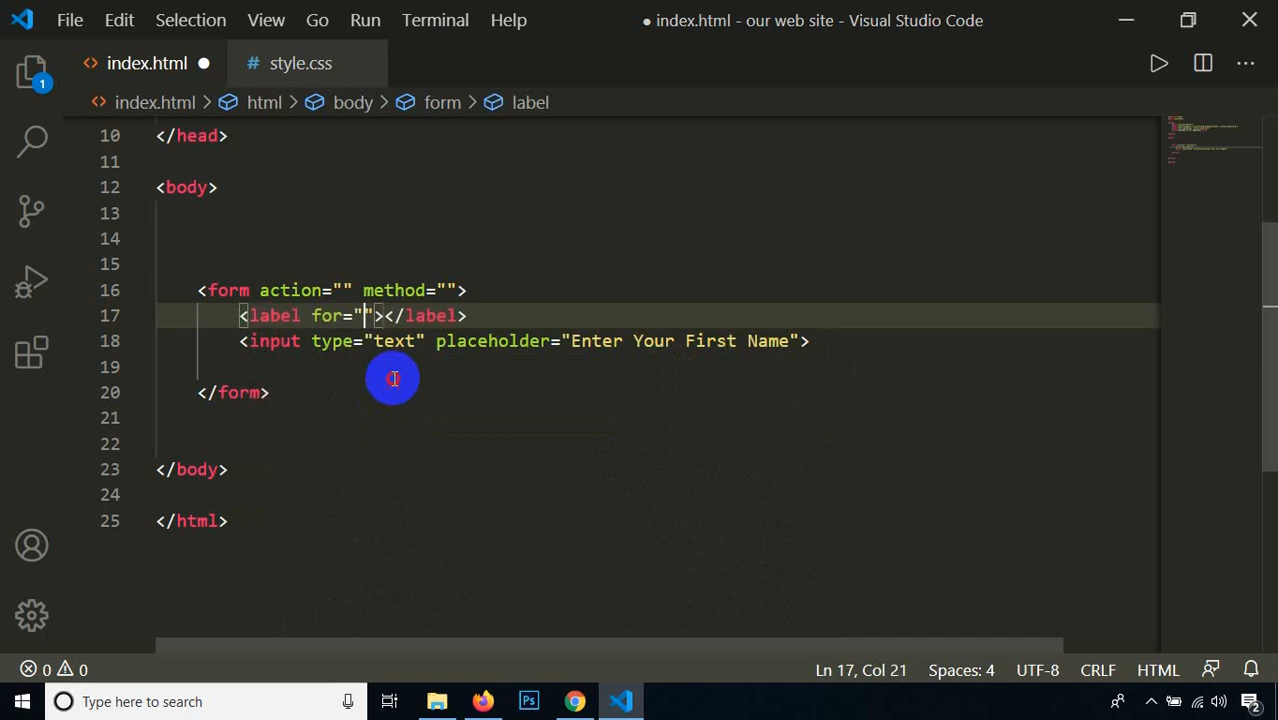 File Edit Selection View Go Run Terminal Help ● index.html - our web site - Visual Studio Code
<> index.html ● # style.css
<> index.html > html > body > form > label
1
10 </head>
11
12 <body>
13
14
15
16 <form action="" method="">
17 <label for=""></label>
18 <input type="text" placeholder="Enter Your First Name">
19
20 </form>
21
22
23 </body>
24
25 </html>
0 0 Ln 17, Col 21 Spaces: 4 UTF-8 CRLF HTML
Type here to search Ps 2